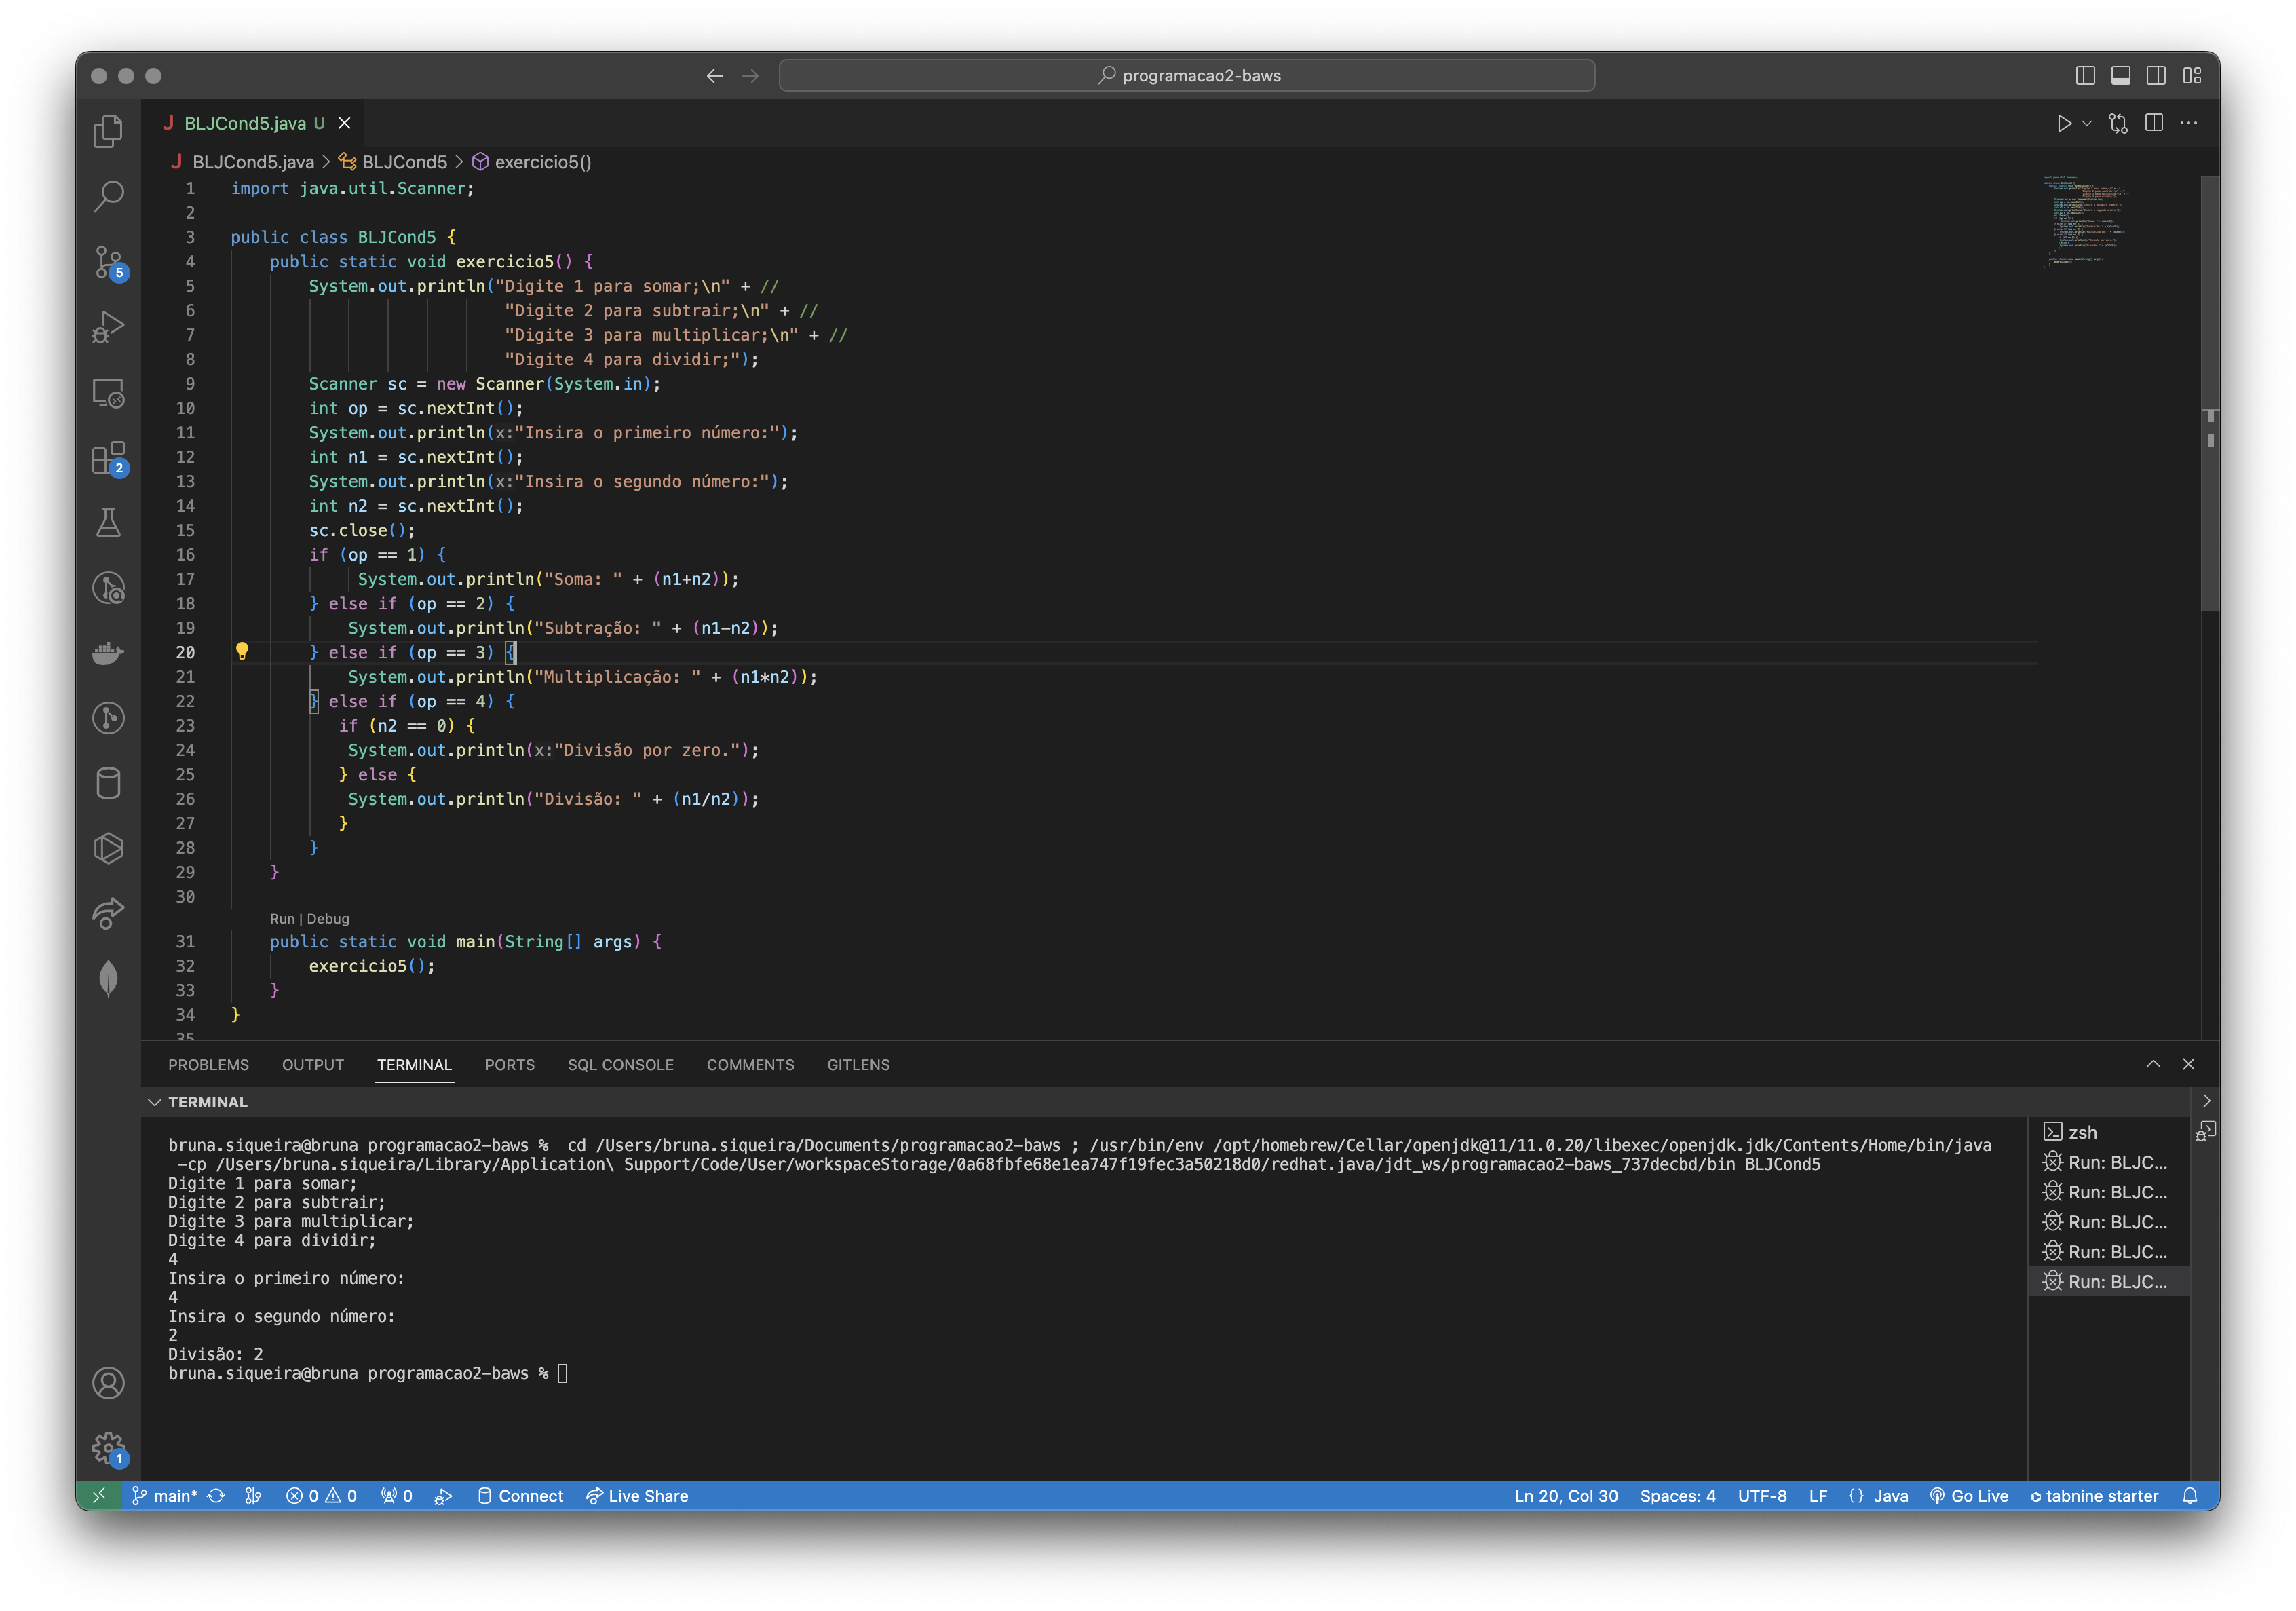 programacao2-baws
J BLJCond5.java U
J BLJCond5.java > BLJCond5 > exercicio5()
1 import java.util.Scanner;
2
3 public class BLJCond5 {
4 public static void exercicio5() {
5 System.out.println("Digite 1 para somar;\n" + //
6 "Digite 2 para subtrair;\n" + //
7 "Digite 3 para multiplicar;\n" + //
8 "Digite 4 para dividir;");
9 Scanner sc = new Scanner(System.in);
10 int op = sc.nextInt();
11 System.out.println(x:"Insira o primeiro número:");
12 int n1 = sc.nextInt();
13 System.out.println(x:"Insira o segundo número:");
14 int n2 = sc.nextInt();
15 sc.close();
16 if (op == 1) {
17 System.out.println("Soma: " + (n1+n2));
18 } else if (op == 2) {
19 System.out.println("Subtração: " + (n1-n2));
20 } else if (op == 3) {
21 System.out.println("Multiplicação: " + (n1*n2));
22 } else if (op == 4) {
23 if (n2 == 0) {
24 System.out.println(x:"Divisão por zero.");
25 } else {
26 System.out.println("Divisão: " + (n1/n2));
27 }
28 }
29 }
30
Run | Debug
31 public static void main(String[] args) {
32 exercicio5();
33 }
34 }
35
5
2
PROBLEMS OUTPUT TERMINAL PORTS SQL CONSOLE COMMENTS GITLENS
TERMINAL
bruna.siqueira@bruna programacao2-baws % cd /Users/bruna.siqueira/Documents/programacao2-baws ; /usr/bin/env /opt/homebrew/Cellar/openjdk@11/11.0.20/libexec/openjdk.jdk/Contents/Home/bin/java
-cp /Users/bruna.siqueira/Library/Application\ Support/Code/User/workspaceStorage/0a68fbfe68e1ea747f19fec3a50218d0/redhat.java/jdt_ws/programacao2-baws_737decbd/bin BLJCond5
Digite 1 para somar;
Digite 2 para subtrair;
Digite 3 para multiplicar;
Digite 4 para dividir;
4
Insira o primeiro número:
4
Insira o segundo número:
2
Divisão: 2
bruna.siqueira@bruna programacao2-baws %
zsh
Run: BLJC...
Run: BLJC...
Run: BLJC...
Run: BLJC...
Run: BLJC...
1
main* 0 0 0 Connect Live Share Ln 20, Col 30 Spaces: 4 UTF-8 LF {} Java Go Live tabnine starter